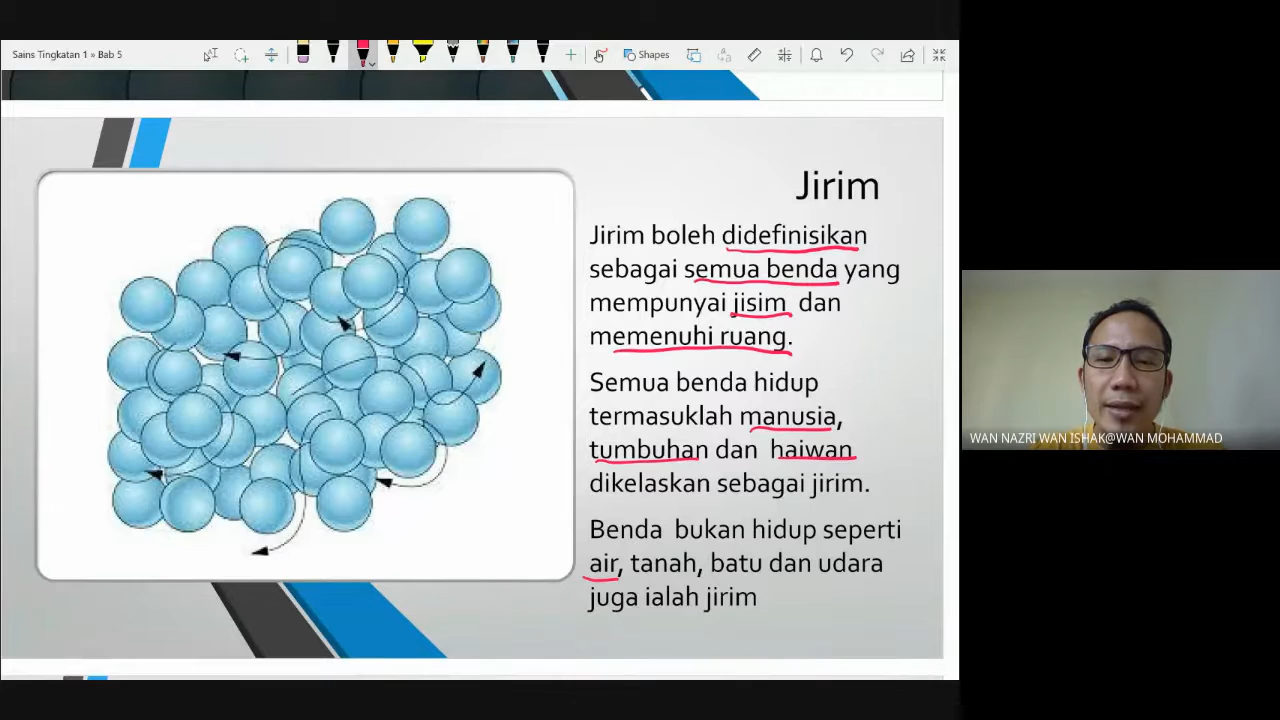 Sains Tingkatan 1 » Bab 5
Shapes
Jirim
Jirim boleh didefinisikan
sebagai semua benda yang
mempunyai jisim dan
memenuhi ruang.
Semua benda hidup
termasuklah manusia,
tumbuhan dan haiwan
dikelaskan sebagai jirim.
Benda bukan hidup seperti
air, tanah, batu dan udara
juga ialah jirim
WAN NAZRI WAN ISHAK@WAN MOHAMMAD